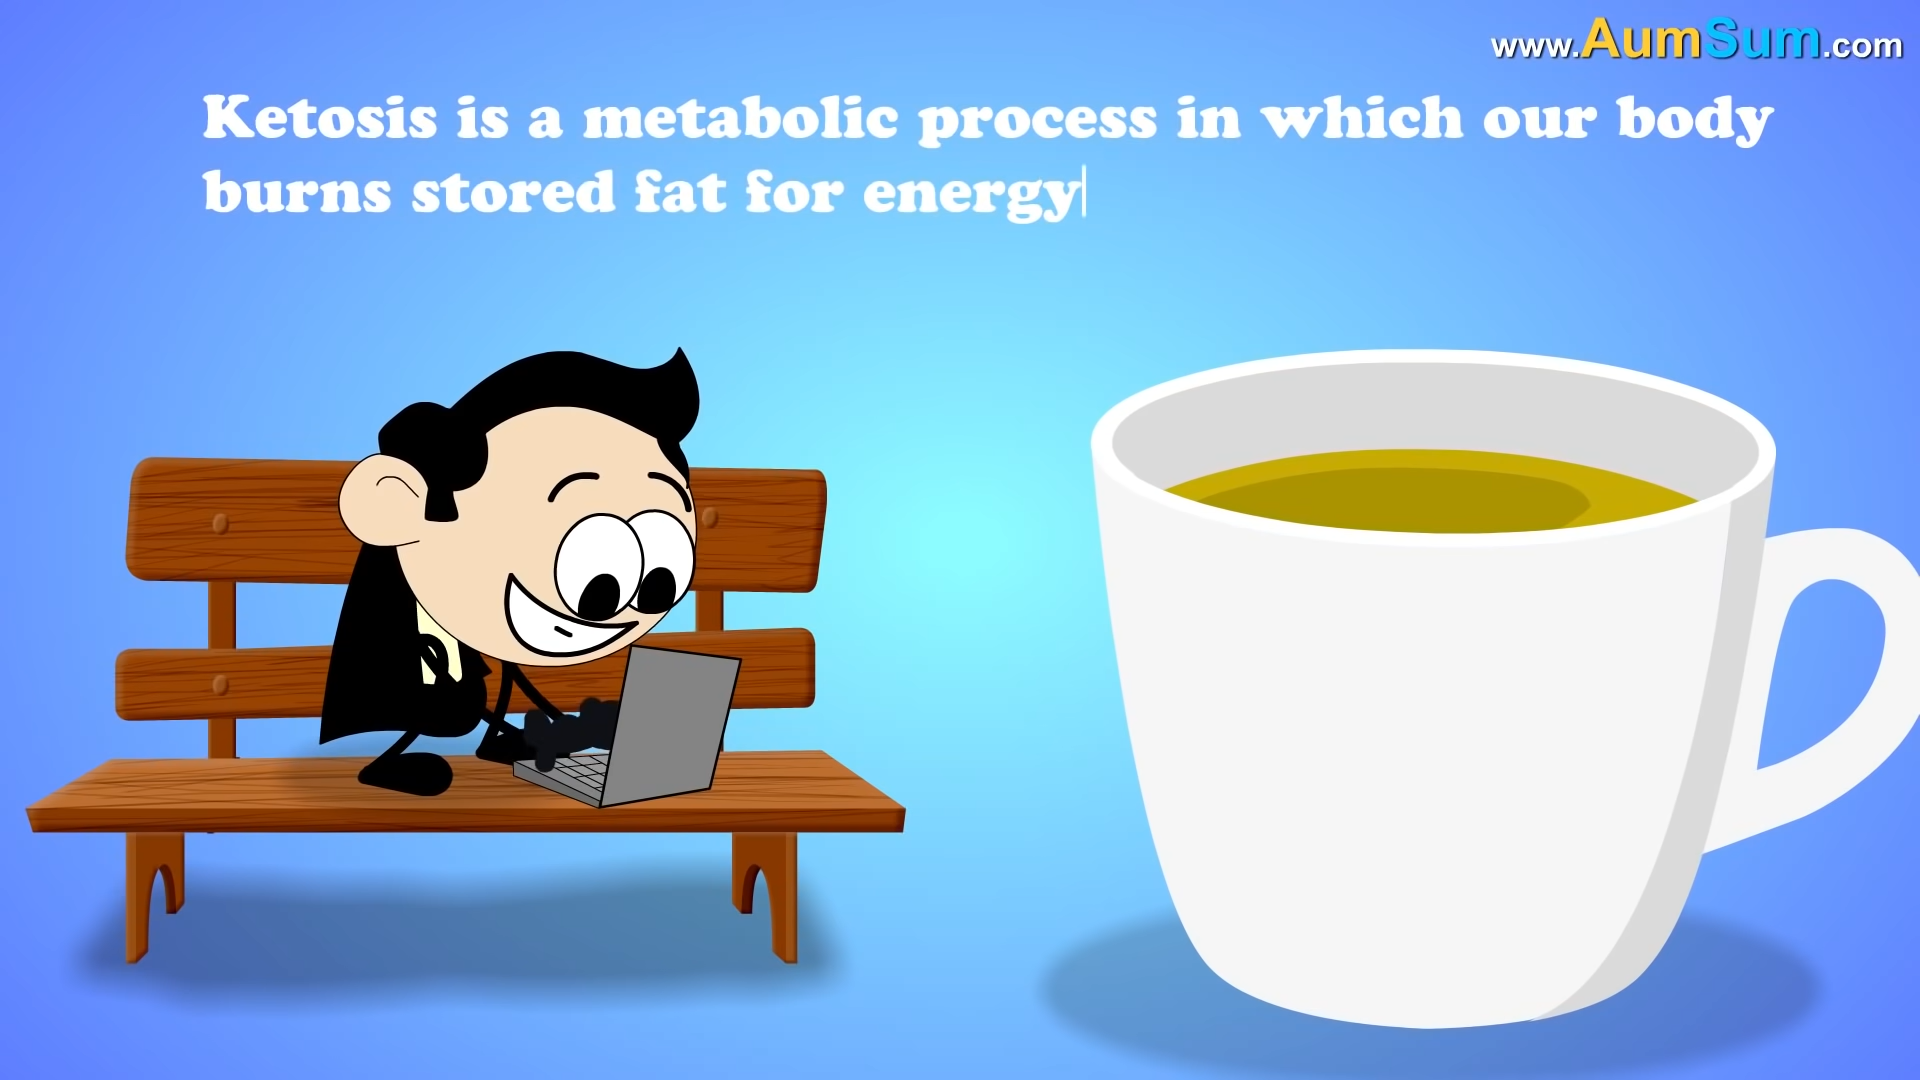 www.AumSum.com
Ketosis is a metabolic process in which our body
burns stored fat for energy